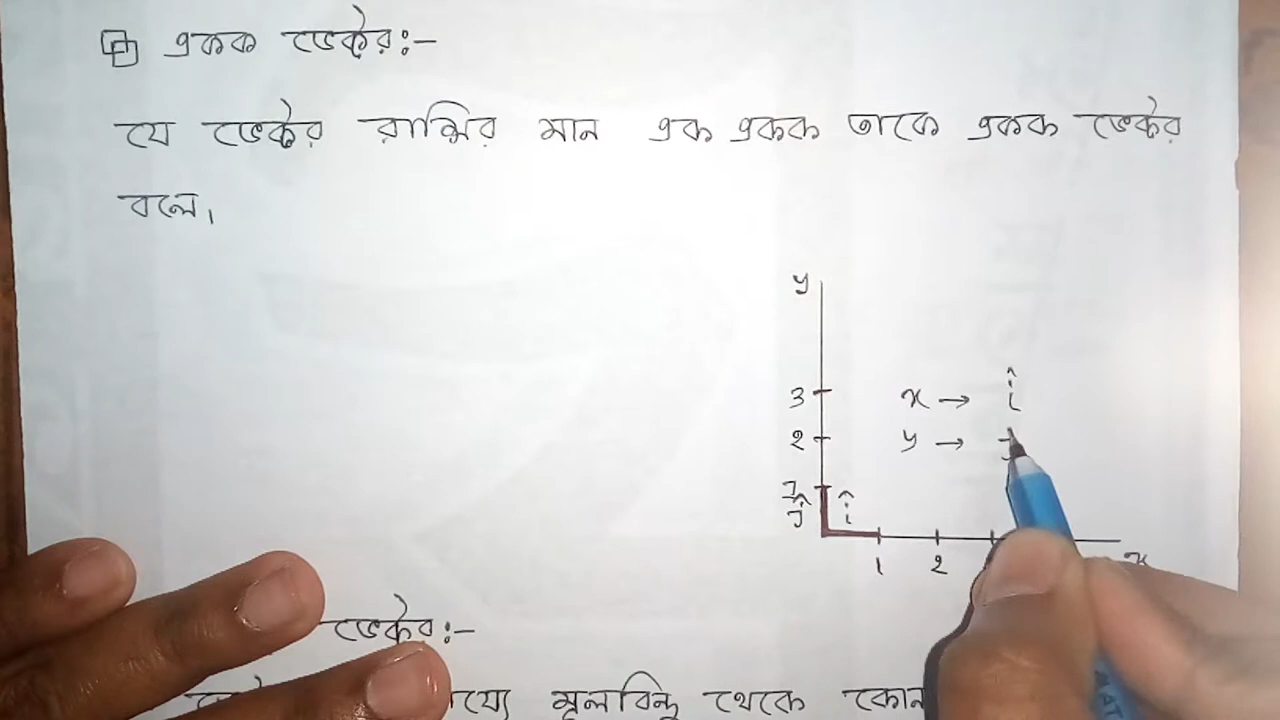 একক ভেক্টর:-
যে ভেক্টর রাশির মান এক একক তাকে একক ভেক্টর
বলে।
y
3
x → î
2
y →
1
ĵ î
1 2
x
ভেক্টর:-
মূলবিন্দু থেকে কোন